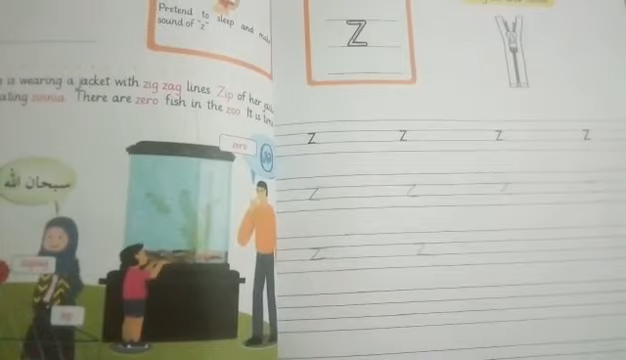 Pretend to sleep and make
sound of "z"
is wearing a jacket with zig zag lines Zip of her
zinnia. There are zero fish in the zoo It is
zero
سبحان الله
zip
Z
z z z z
z z z
z z